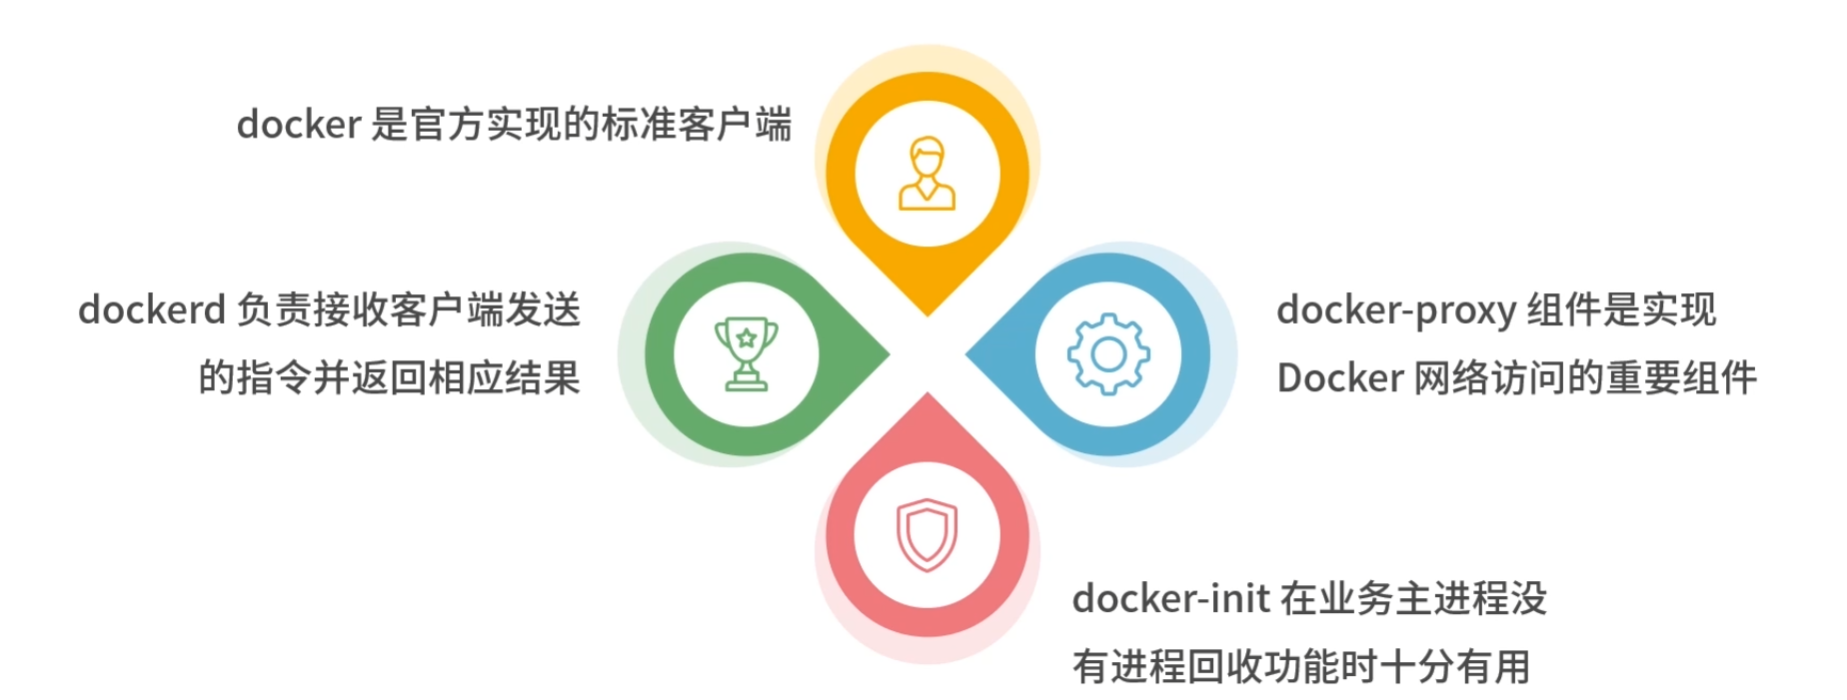 docker 是官方实现的标准客户端
dockerd 负责接收客户端发送
的指令并返回相应结果
docker-proxy 组件是实现
Docker 网络访问的重要组件
docker-init 在业务主进程没
有进程回收功能时十分有用